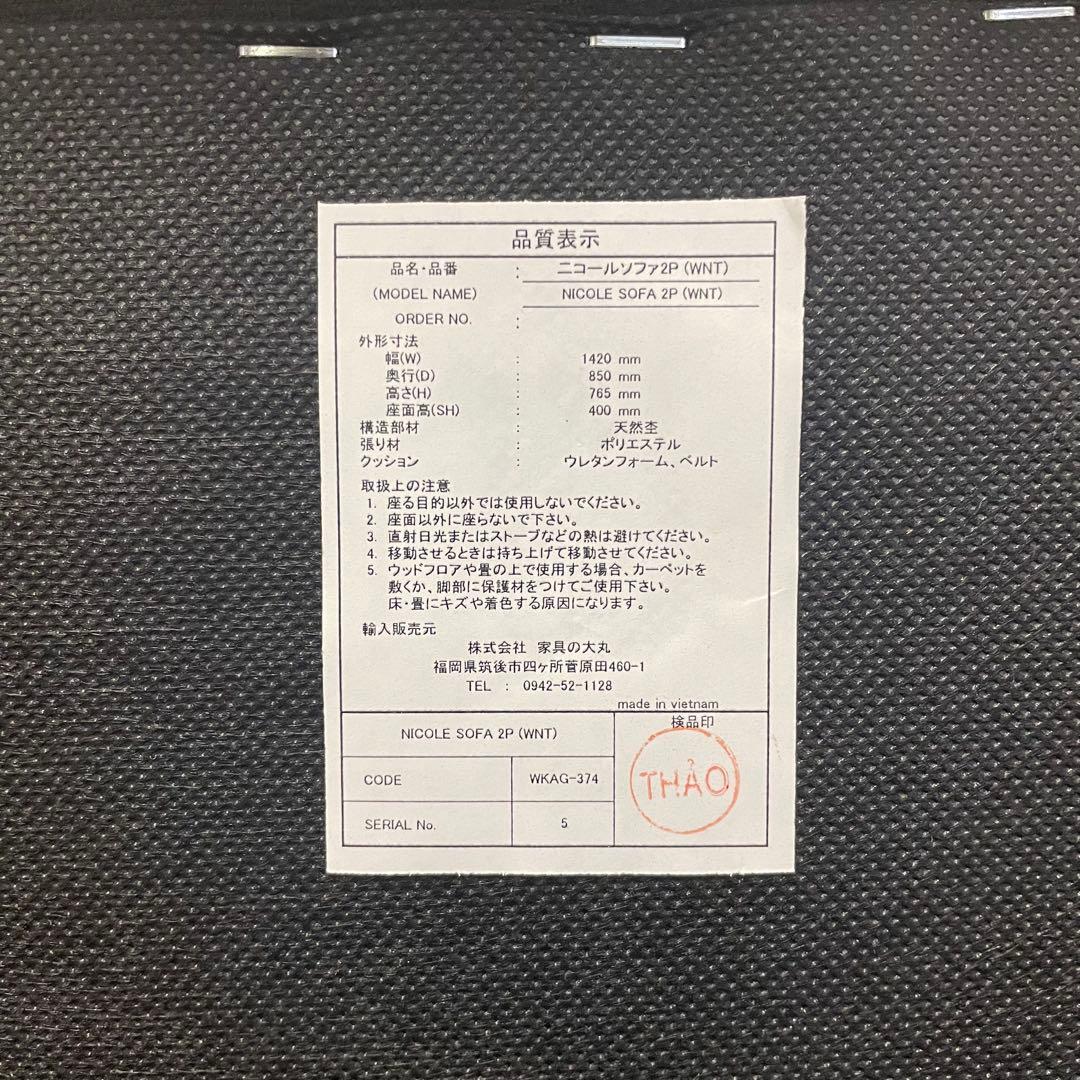 品質表示
品名・品番 : ニコールソファ2P (WNT)
(MODEL NAME) NICOLE SOFA 2P (WNT)
ORDER NO. :
外形寸法
幅(W) : 1420 mm
奥行(D) : 850 mm
高さ(H) : 765 mm
座面高(SH) : 400 mm
構造部材 : 天然杢
張り材 : ポリエステル
クッション : ウレタンフォーム、ベルト
取扱上の注意
1. 座る目的以外では使用しないでください。
2. 座面以外に座らないで下さい。
3. 直射日光またはストーブなどの熱は避けてください。
4. 移動させるときは持ち上げて移動させてください。
5. ウッドフロアや畳の上で使用する場合、カーペットを
敷くか、脚部に保護材をつけてご使用下さい。
床・畳にキズや着色する原因になります。
輸入販売元
株式会社 家具の大丸
福岡県筑後市四ヶ所菅原田460-1
TEL : 0942-52-1128
made in vietnam
NICOLE SOFA 2P (WNT)
検品印
CODE WKAG-374
THẢO
SERIAL No. 5